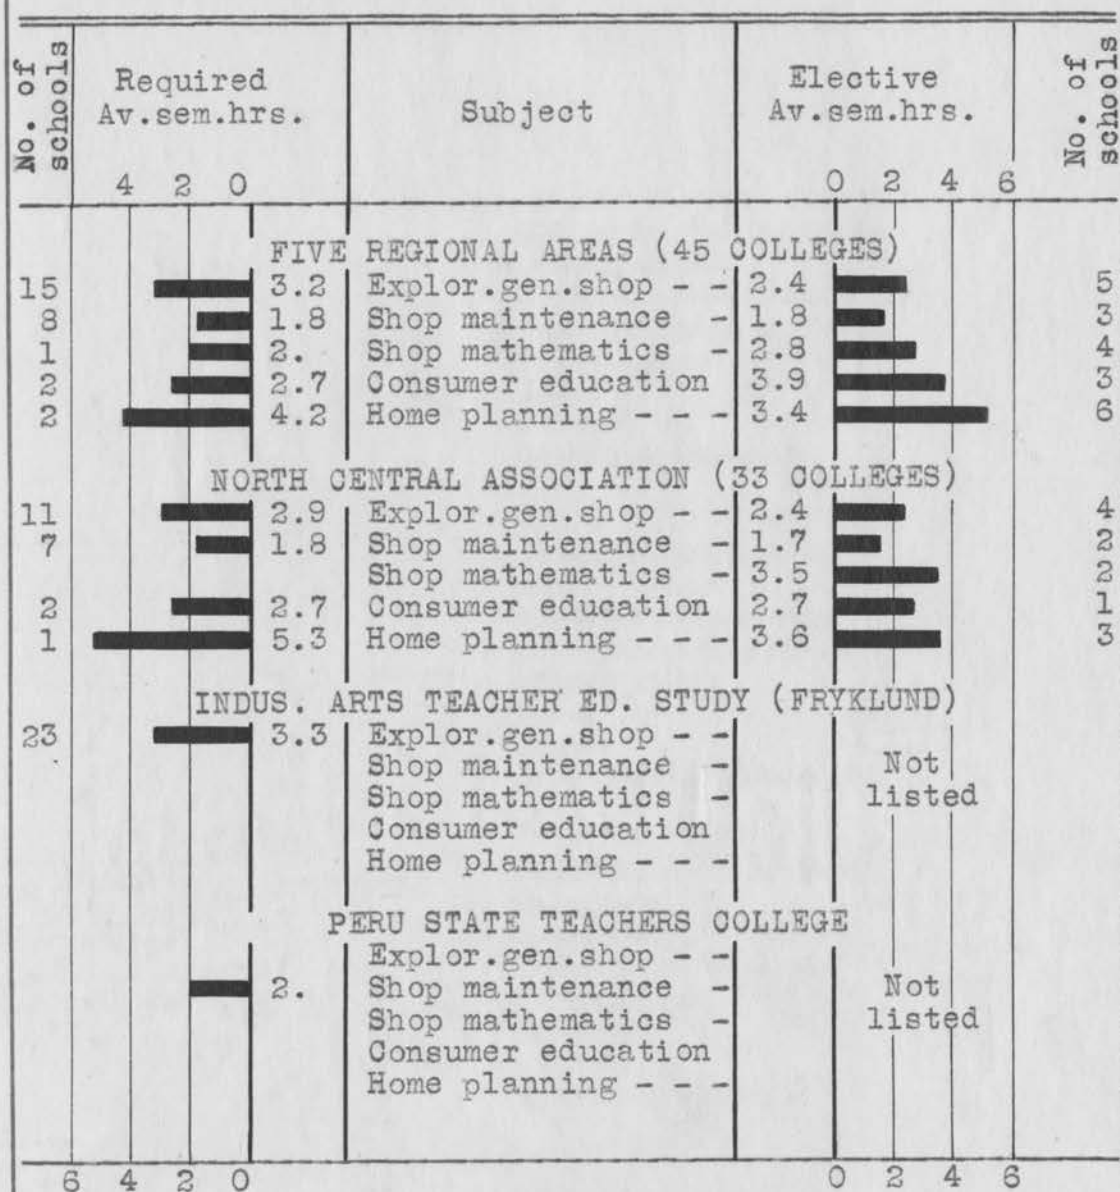 No. of schools
Required
Av.sem.hrs.
Subject
Elective
Av.sem.hrs.
No. of schools
4 2 0 0 2 4 6
FIVE REGIONAL AREAS (45 COLLEGES)
15 3.2 Explor.gen.shop - - 2.4 5
8 1.8 Shop maintenance - 1.8 3
1 2. Shop mathematics - 2.8 4
2 2.7 Consumer education 3.9 3
2 4.2 Home planning - - - 3.4 6
NORTH CENTRAL ASSOCIATION (33 COLLEGES)
11 2.9 Explor.gen.shop - - 2.4 4
7 1.8 Shop maintenance - 1.7 2
Shop mathematics - 3.5 2
2 2.7 Consumer education 2.7 1
1 5.3 Home planning - - - 3.6 3
INDUS. ARTS TEACHER ED. STUDY (FRYKLUND)
23 3.3 Explor.gen.shop - -
Shop maintenance - Not
Shop mathematics - listed
Consumer education
Home planning - - -
PERU STATE TEACHERS COLLEGE
Explor.gen.shop - -
2. Shop maintenance - Not
Shop mathematics - listed
Consumer education
Home planning - - -
6 4 2 0 0 2 4 6